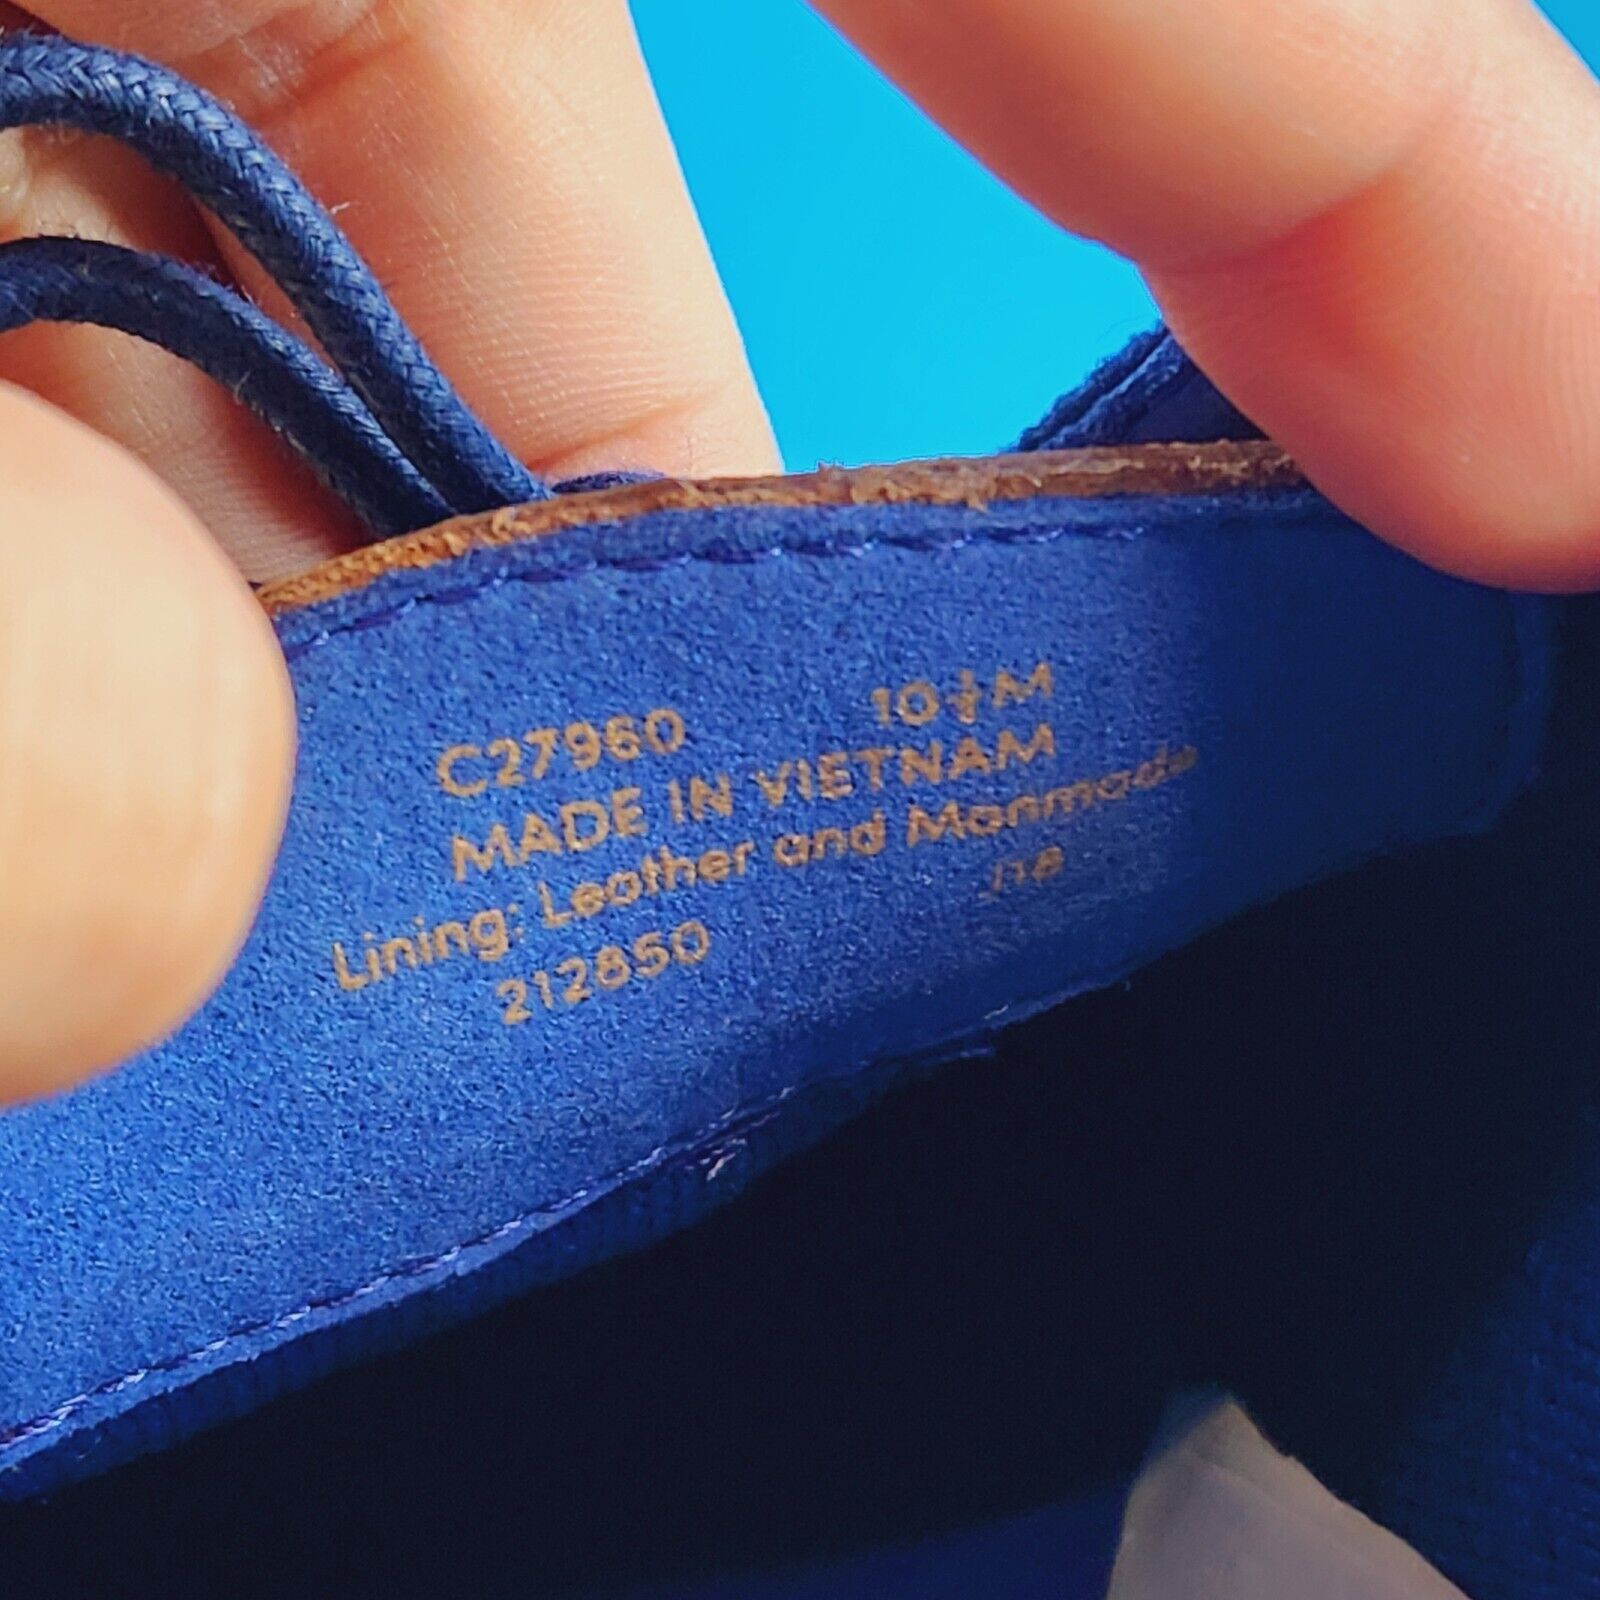 C27960 10½M
MADE IN VIETNAM
Lining: Leather and Manmade
212850